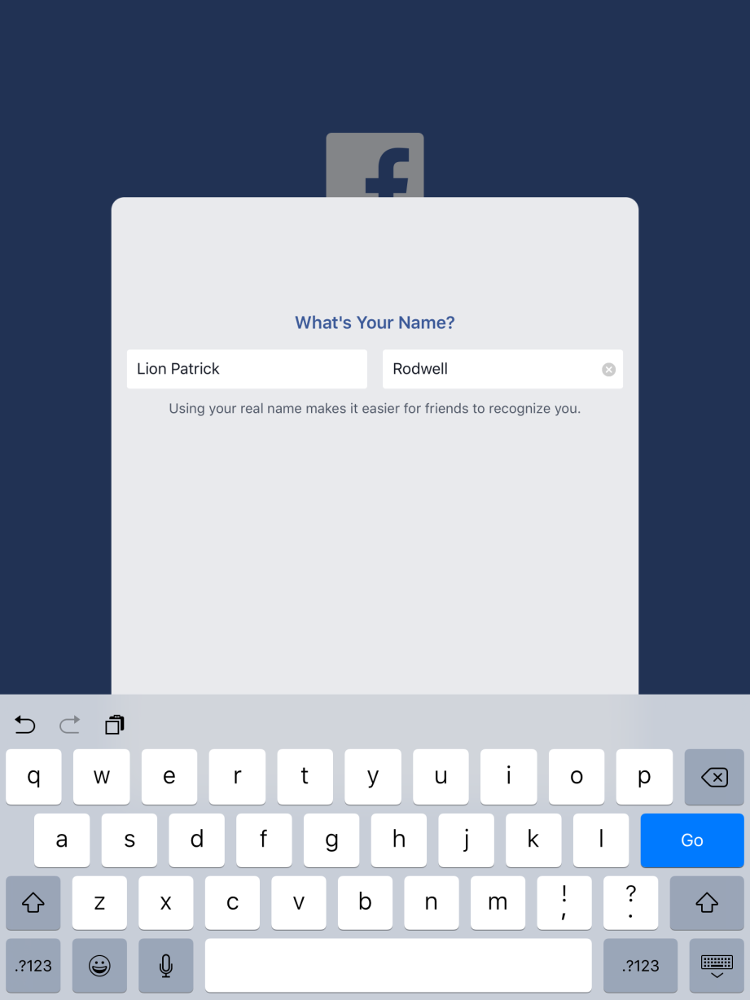 f
What's Your Name?
Lion Patrick Rodwell
Using your real name makes it easier for friends to recognize you.
q w e r t y u i o p
a s d f g h j k l Go
z x c v b n m ! , ? .
.?123 .?123